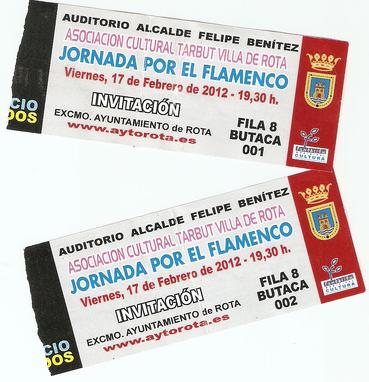 AUDITORIO ALCALDE FELIPE BENÍTEZ
ASOCIACION CULTURAL TARBUT VILLA DE ROTA
JORNADA POR EL FLAMENCO
Viernes, 17 de Febrero de 2012 - 19,30 h.
INVITACIÓN
EXCMO. AYUNTAMIENTO de ROTA
www.aytorota.es
FILA 8
BUTACA
001
CIO
DOS
CULTURA
AUDITORIO ALCALDE FELIPE BENÍTEZ
ASOCIACION CULTURAL TARBUT VILLA DE ROTA
JORNADA POR EL FLAMENCO
Viernes, 17 de Febrero de 2012 - 19,30 h.
INVITACIÓN
EXCMO. AYUNTAMIENTO de ROTA
www.aytorota.es
FILA 8
BUTACA
002
CIO
DOS
CULTURA